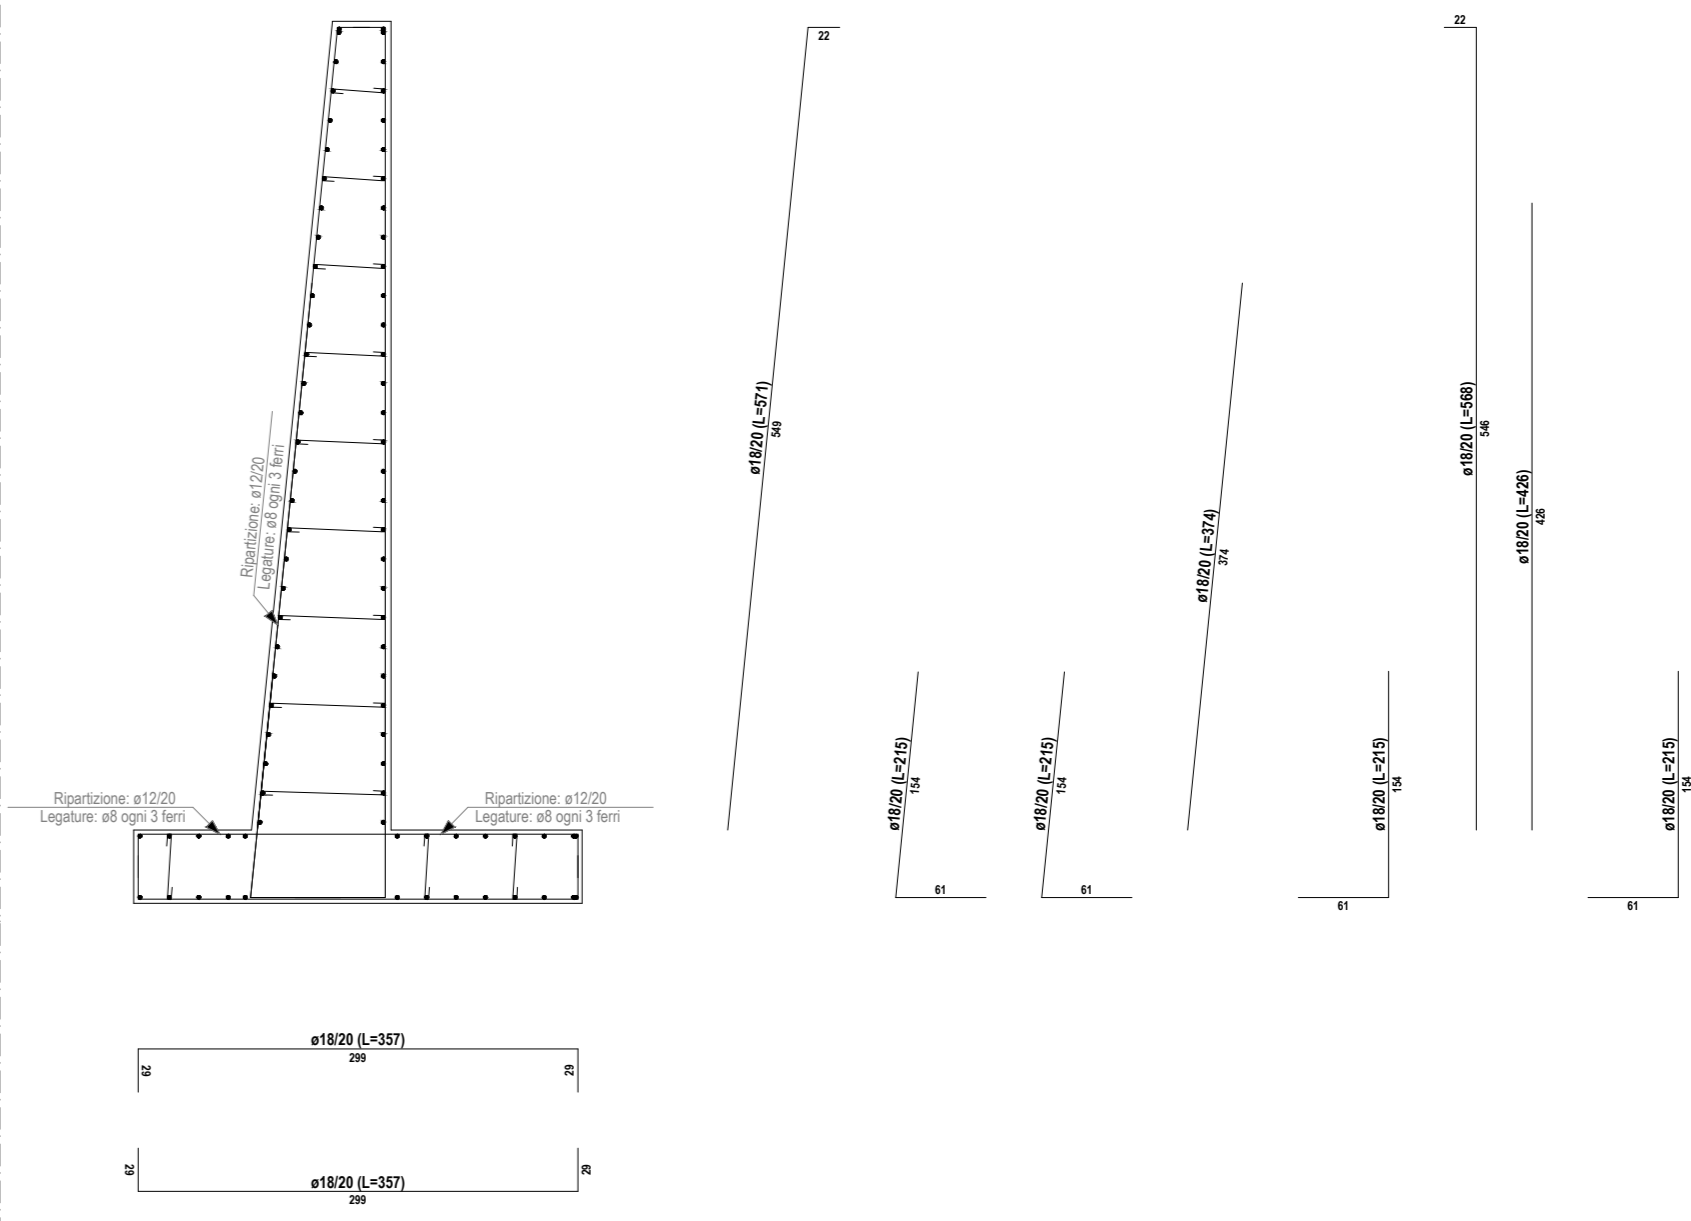 22
22
ø18/20 (L=571)
549
ø18/20 (L=568)
546
ø18/20 (L=426)
426
Ripartizione: ø12/20
Legature: ø8 ogni 3 ferri
ø18/20 (L=374)
374
ø18/20 (L=215)
154
ø18/20 (L=215)
154
ø18/20 (L=215)
154
ø18/20 (L=215)
154
Ripartizione: ø12/20
Legature: ø8 ogni 3 ferri
Ripartizione: ø12/20
Legature: ø8 ogni 3 ferri
61
61
61
61
ø18/20 (L=357)
299
29
29
29
29
ø18/20 (L=357)
299